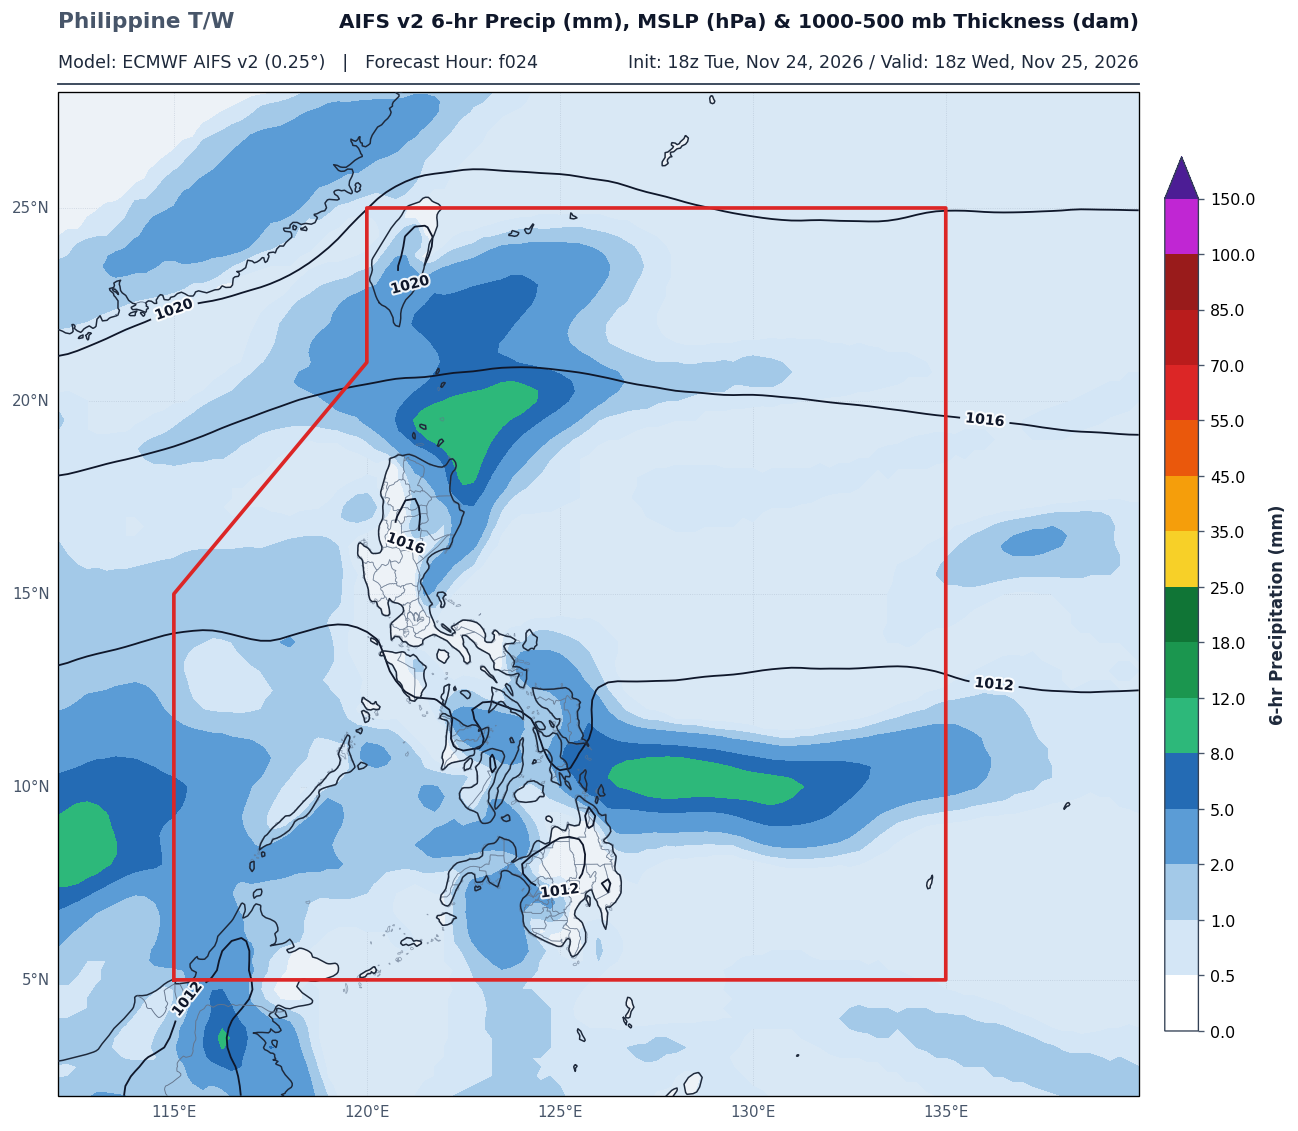 Philippine T/W
AIFS v2 6-hr Precip (mm), MSLP (hPa) & 1000-500 mb Thickness (dam)
Model: ECMWF AIFS v2 (0.25°) | Forecast Hour: f024
Init: 18z Tue, Nov 24, 2026 / Valid: 18z Wed, Nov 25, 2026
25°N
20°N
15°N
10°N
5°N
115°E
120°E
125°E
130°E
135°E
1020
1020
1016
1016
1012
1012
1012
150.0
100.0
85.0
70.0
55.0
45.0
35.0
25.0
18.0
12.0
8.0
5.0
2.0
1.0
0.5
0.0
6-hr Precipitation (mm)